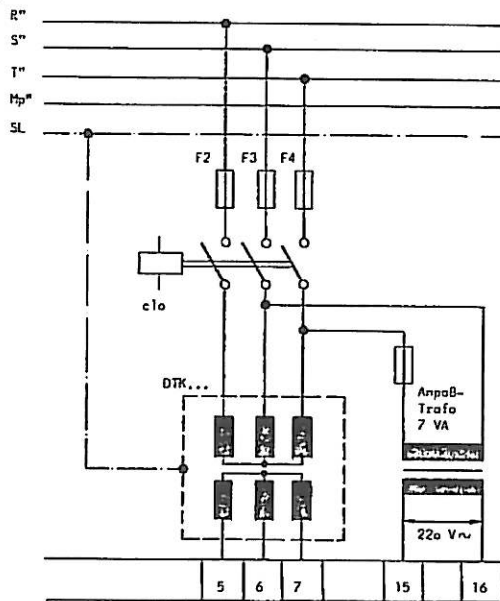 R"
S"
T"
Mp"
SL
F2 F3 F4
c1o
DTK...
Anpaß-
Trafo
7 VA
22o V~
5 6 7 15 16